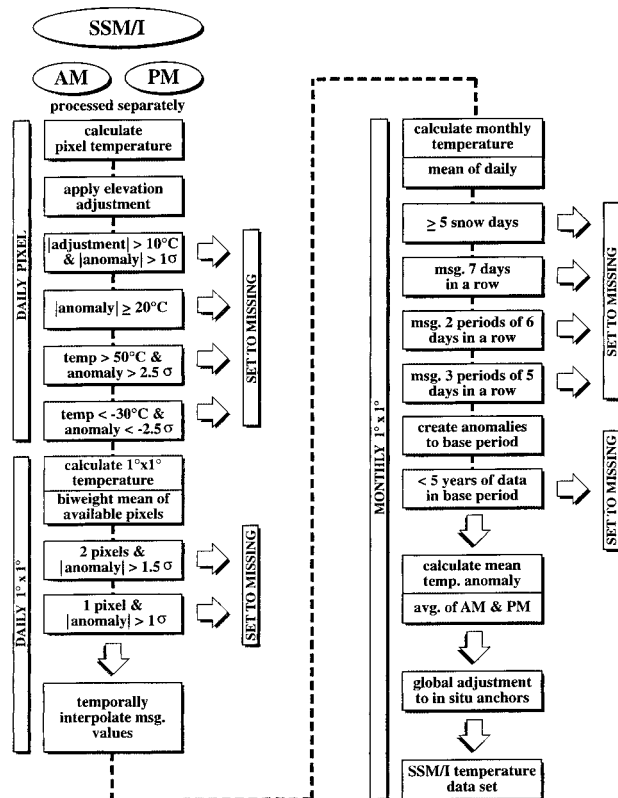 SSM/I
AM
PM
processed separately
DAILY PIXEL
calculate
pixel temperature
apply elevation
adjustment
|adjustment| > 10°C
& |anomaly| > 1σ
|anomaly| ≥ 20°C
temp > 50°C &
anomaly > 2.5 σ
temp < -30°C &
anomaly < -2.5 σ
SET TO MISSING
DAILY 1° x 1°
calculate 1°x1°
temperature
biweight mean of
available pixels
2 pixels &
|anomaly| > 1.5 σ
1 pixel &
|anomaly| > 1 σ
SET TO MISSING
temporally
interpolate msg.
values
MONTHLY 1° x 1°
calculate monthly
temperature
mean of daily
≥ 5 snow days
msg. 7 days
in a row
msg. 2 periods of 6
days in a row
msg. 3 periods of 5
days in a row
SET TO MISSING
create anomalies
to base period
< 5 years of data
in base period
SET TO MISSING
calculate mean
temp. anomaly
avg. of AM & PM
global adjustment
to in situ anchors
SSM/I temperature
data set